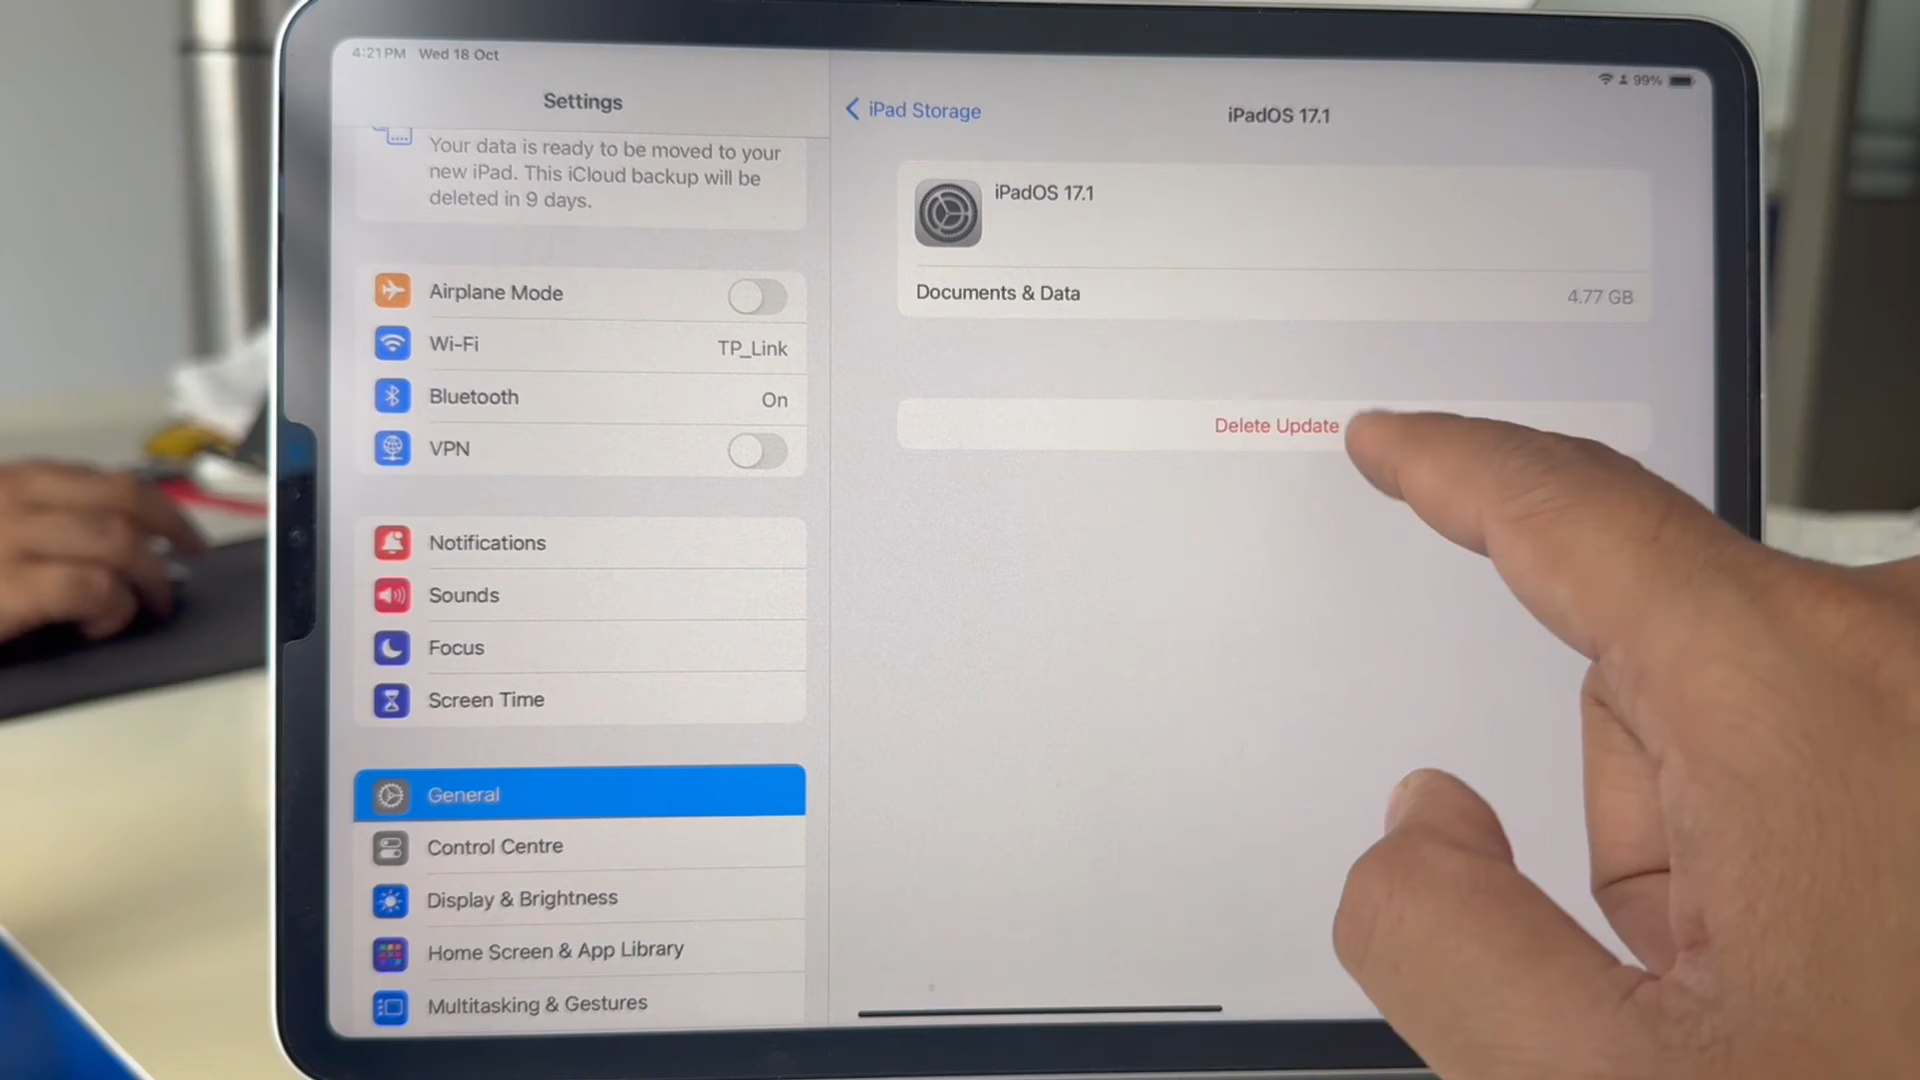 4:21PM Wed 18 Oct
99%
Settings
Your data is ready to be moved to your
new iPad. This iCloud backup will be
deleted in 9 days.
Airplane Mode
Wi-Fi TP_Link
Bluetooth On
VPN
Notifications
Sounds
Focus
Screen Time
General
Control Centre
Display & Brightness
Home Screen & App Library
Multitasking & Gestures
iPad Storage
iPadOS 17.1
iPadOS 17.1
Documents & Data 4.77 GB
Delete Update